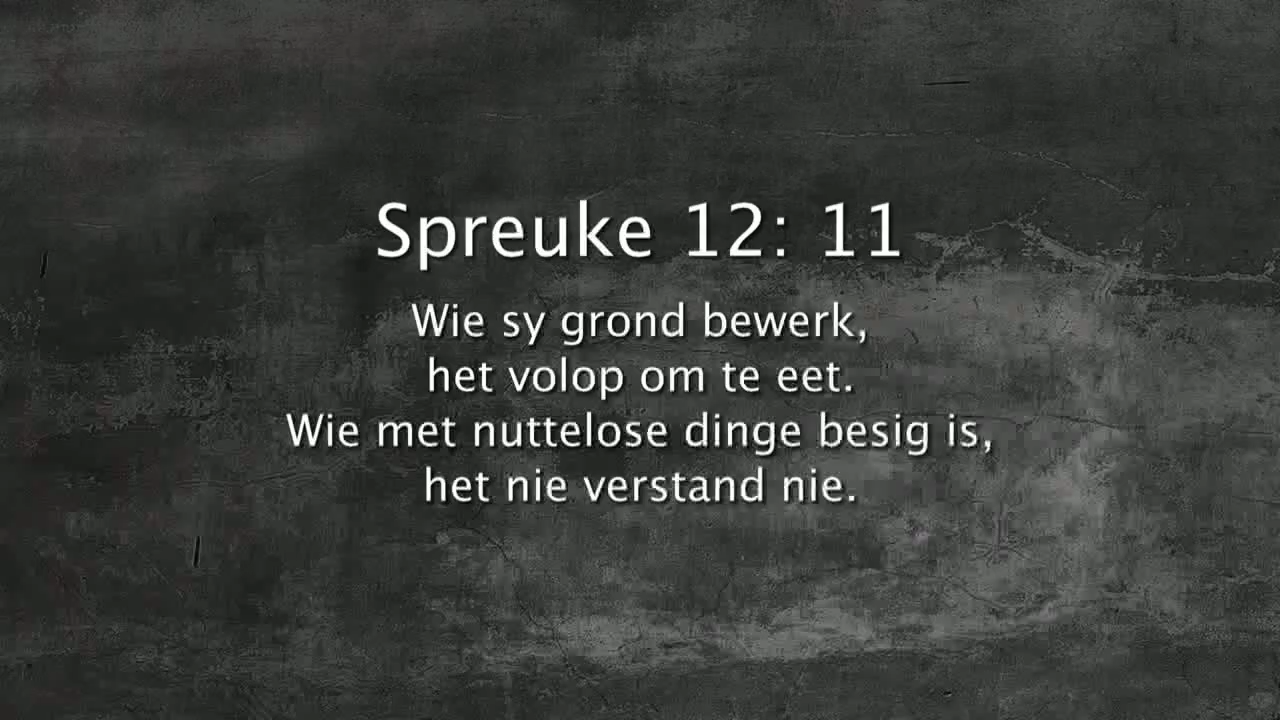 Spreuke 12: 11
Wie sy grond bewerk,
het volop om te eet.
Wie met nuttelose dinge besig is,
het nie verstand nie.